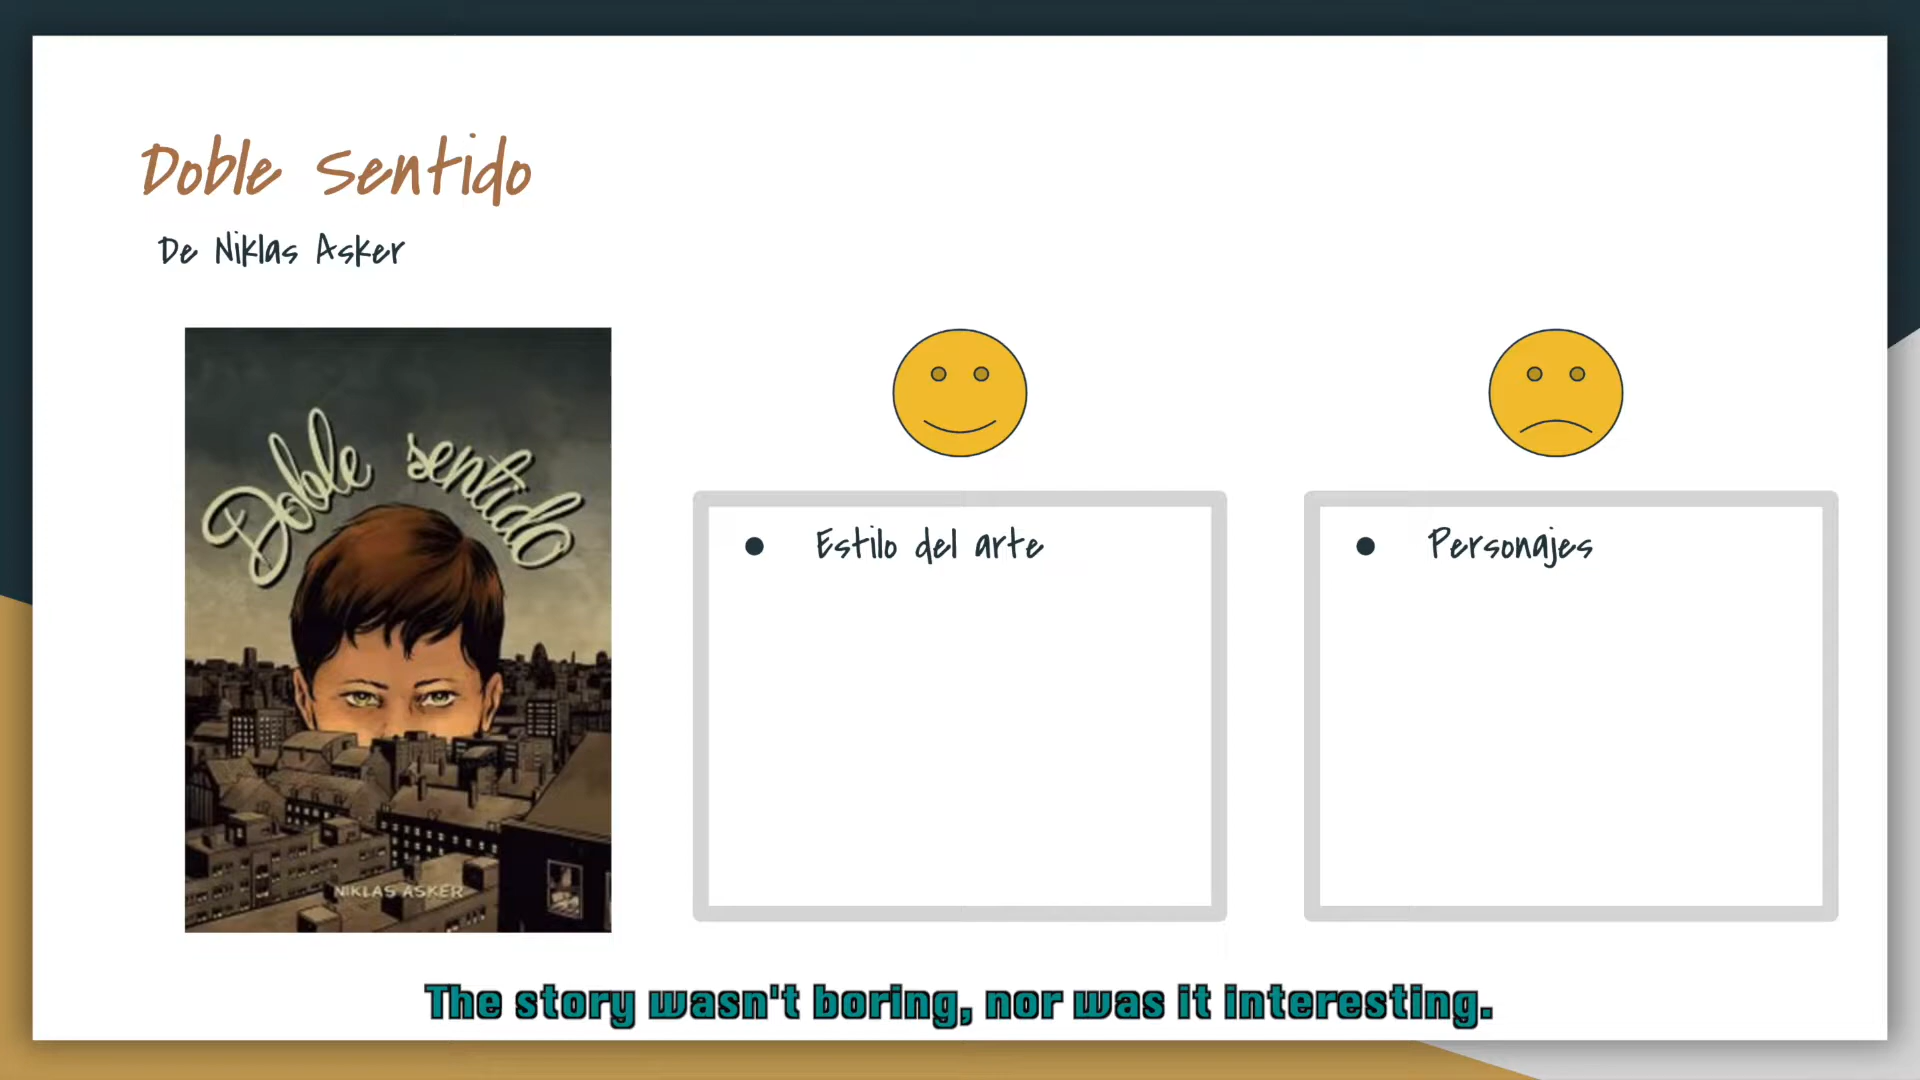 Doble Sentido
De Niklas Asker
Doble sentido
NIKLAS ASKER
● Estilo del arte
● Personajes
The story wasn't boring, nor was it interesting.